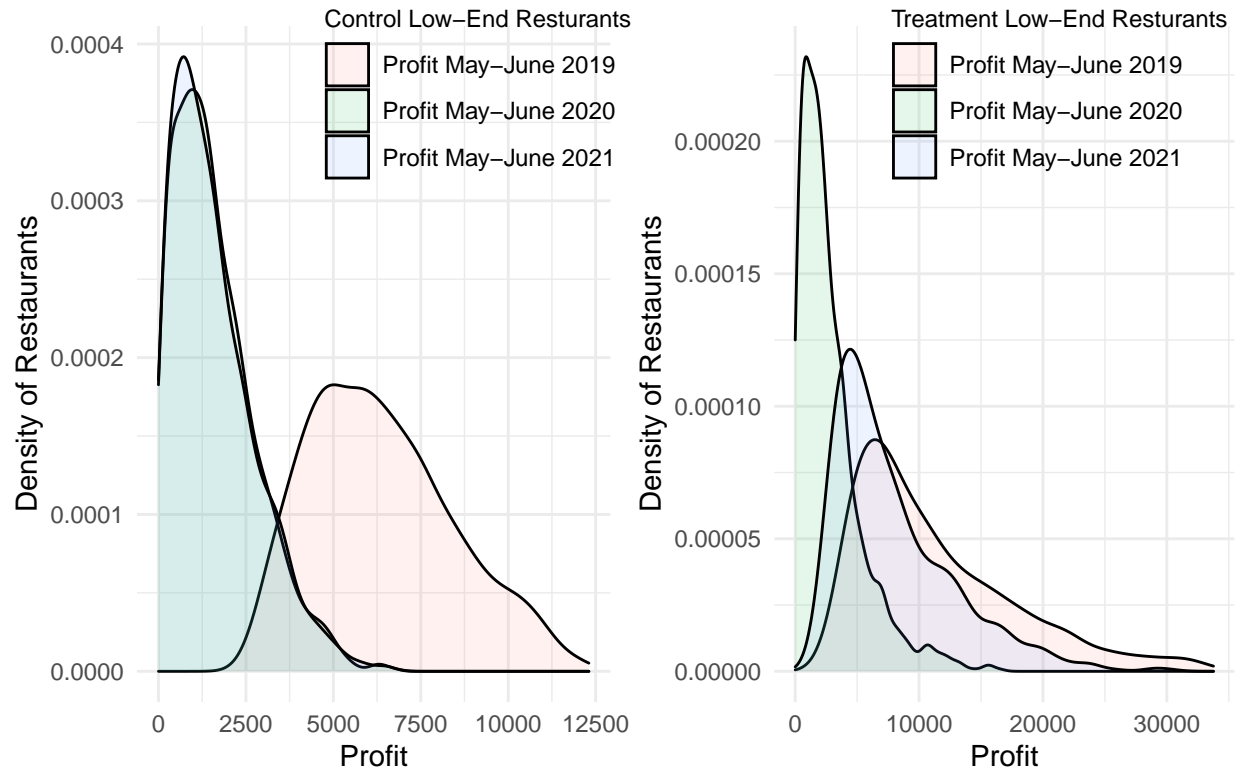 Control Low−End Resturants
Profit May−June 2019
Profit May−June 2020
Profit May−June 2021
0.0004
0.0003
0.0002
0.0001
0.0000
Density of Restaurants
0 2500 5000 7500 10000 12500
Profit
Treatment Low−End Resturants
Profit May−June 2019
Profit May−June 2020
Profit May−June 2021
0.00020
0.00015
0.00010
0.00005
0.00000
Density of Restaurants
0 10000 20000 30000
Profit